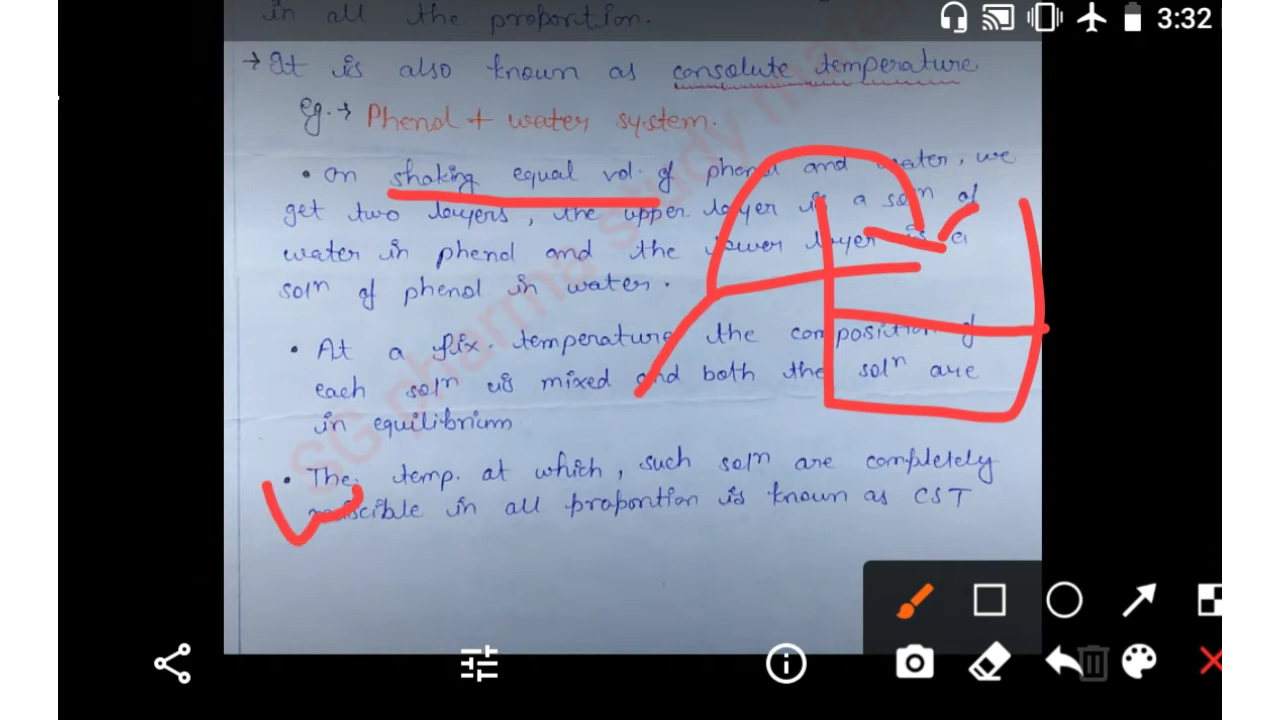 in all the proportion.
3:32
→ It is also known as consolute temperature
Eg. → Phenol + water system.
• On shaking equal vol. of phenol and water, we
get two layers, the upper layer is a soln of
water in phenol and the lower layer is a
soln of phenol in water.
• At a fix. temperature the composition of
each soln is mixed and both the soln are
in equilibrium
• The temp. at which, such soln are completely
miscible in all proportion is known as CST
SG pharma study